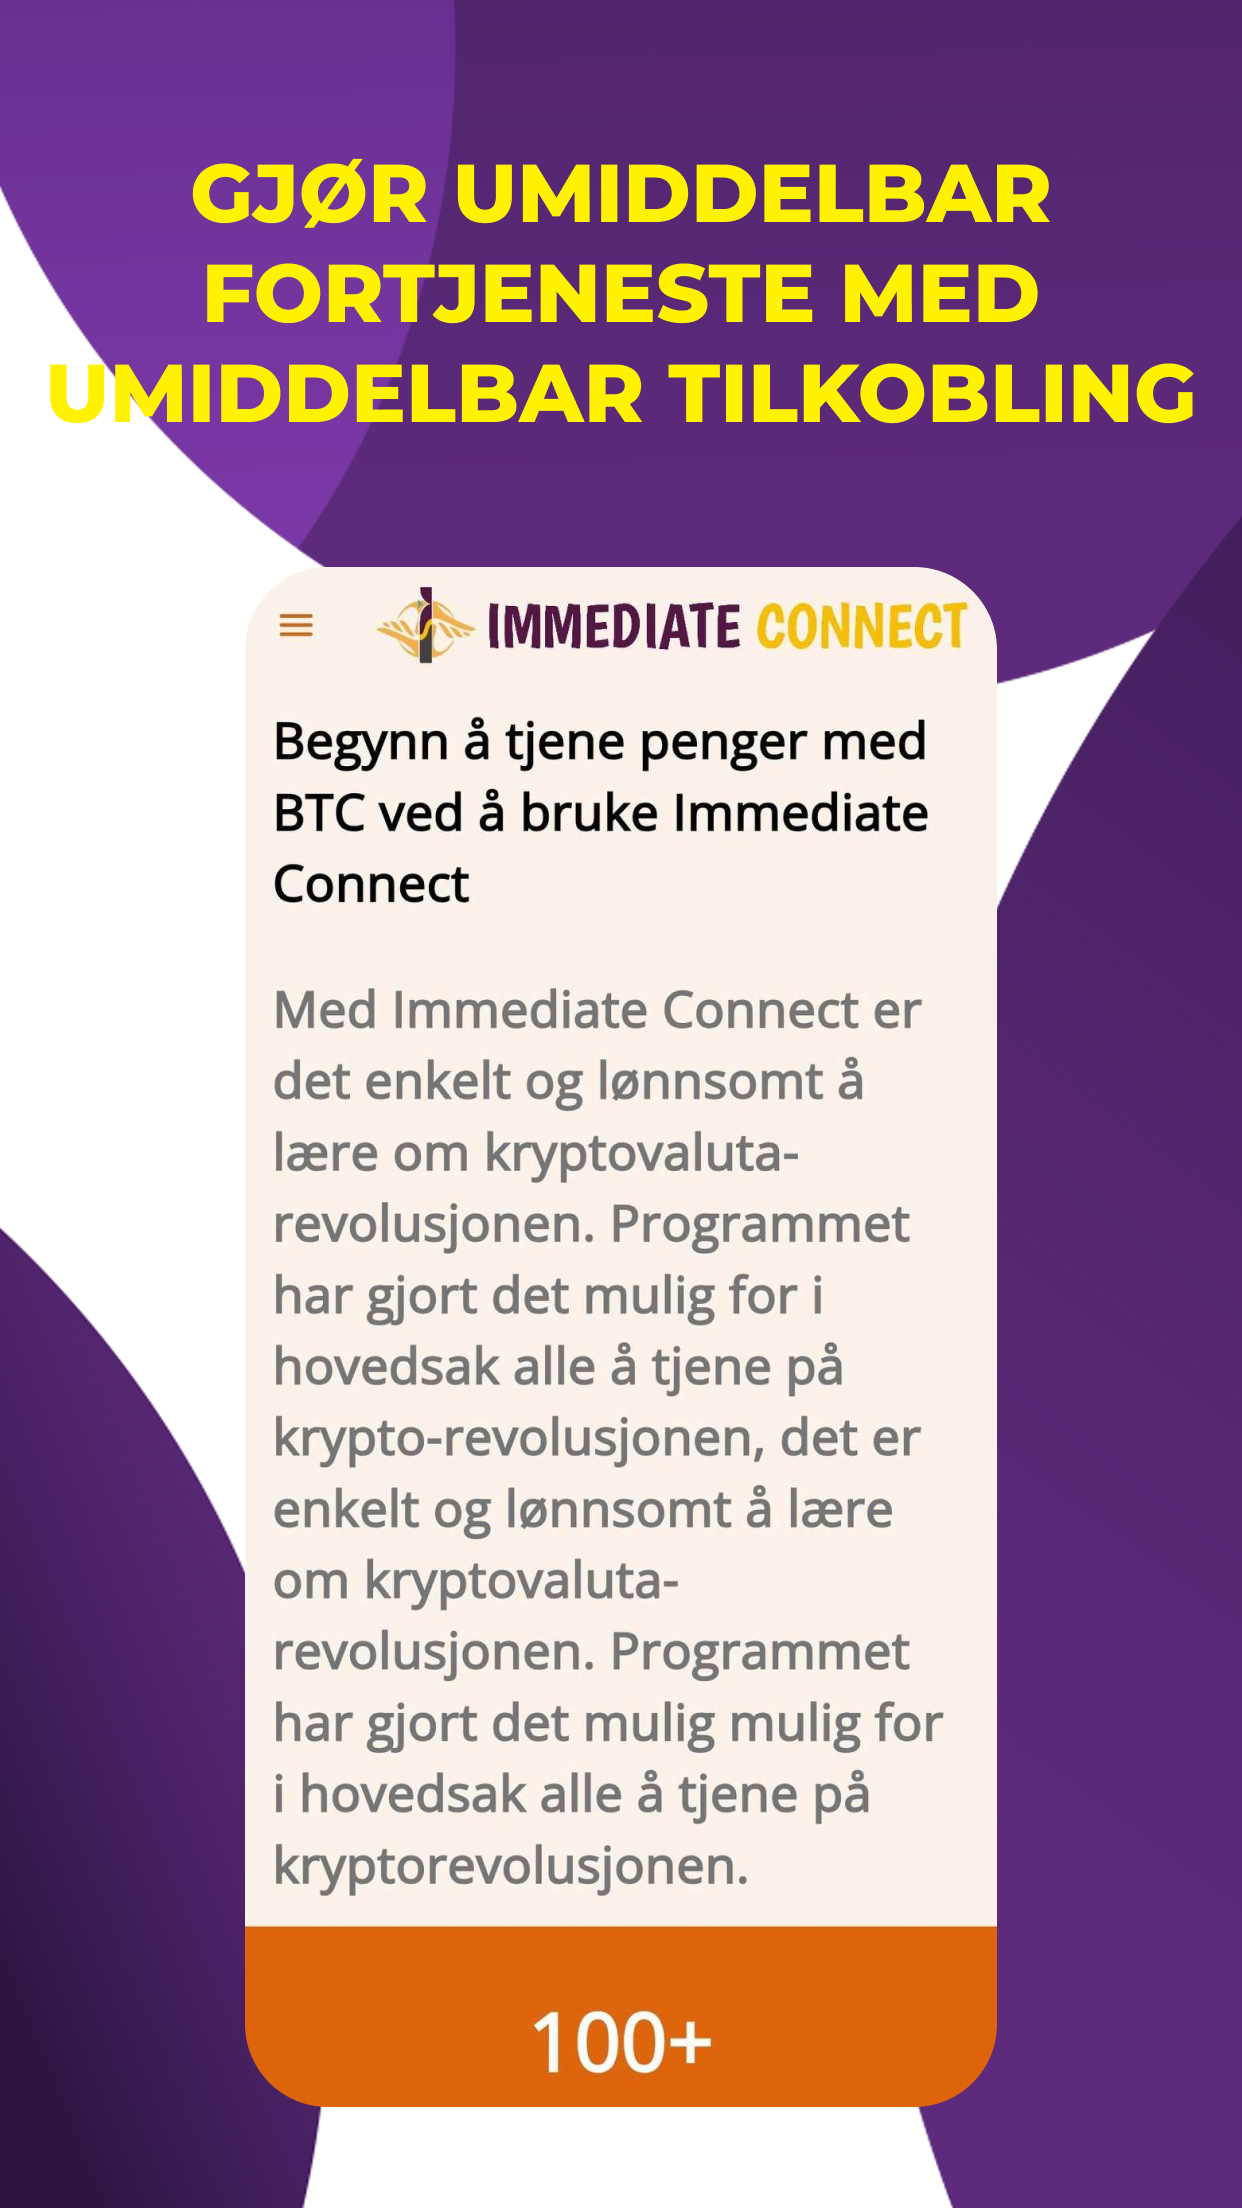 GJØR UMIDDELBAR
FORTJENESTE MED
UMIDDELBAR TILKOBLING
IMMEDIATE CONNECT
Begynn å tjene penger med
BTC ved å bruke Immediate
Connect
Med Immediate Connect er
det enkelt og lønnsomt å
lære om kryptovaluta-
revolusjonen. Programmet
har gjort det mulig for i
hovedsak alle å tjene på
krypto-revolusjonen, det er
enkelt og lønnsomt å lære
om kryptovaluta-
revolusjonen. Programmet
har gjort det mulig mulig for
i hovedsak alle å tjene på
kryptorevolusjonen.
100+